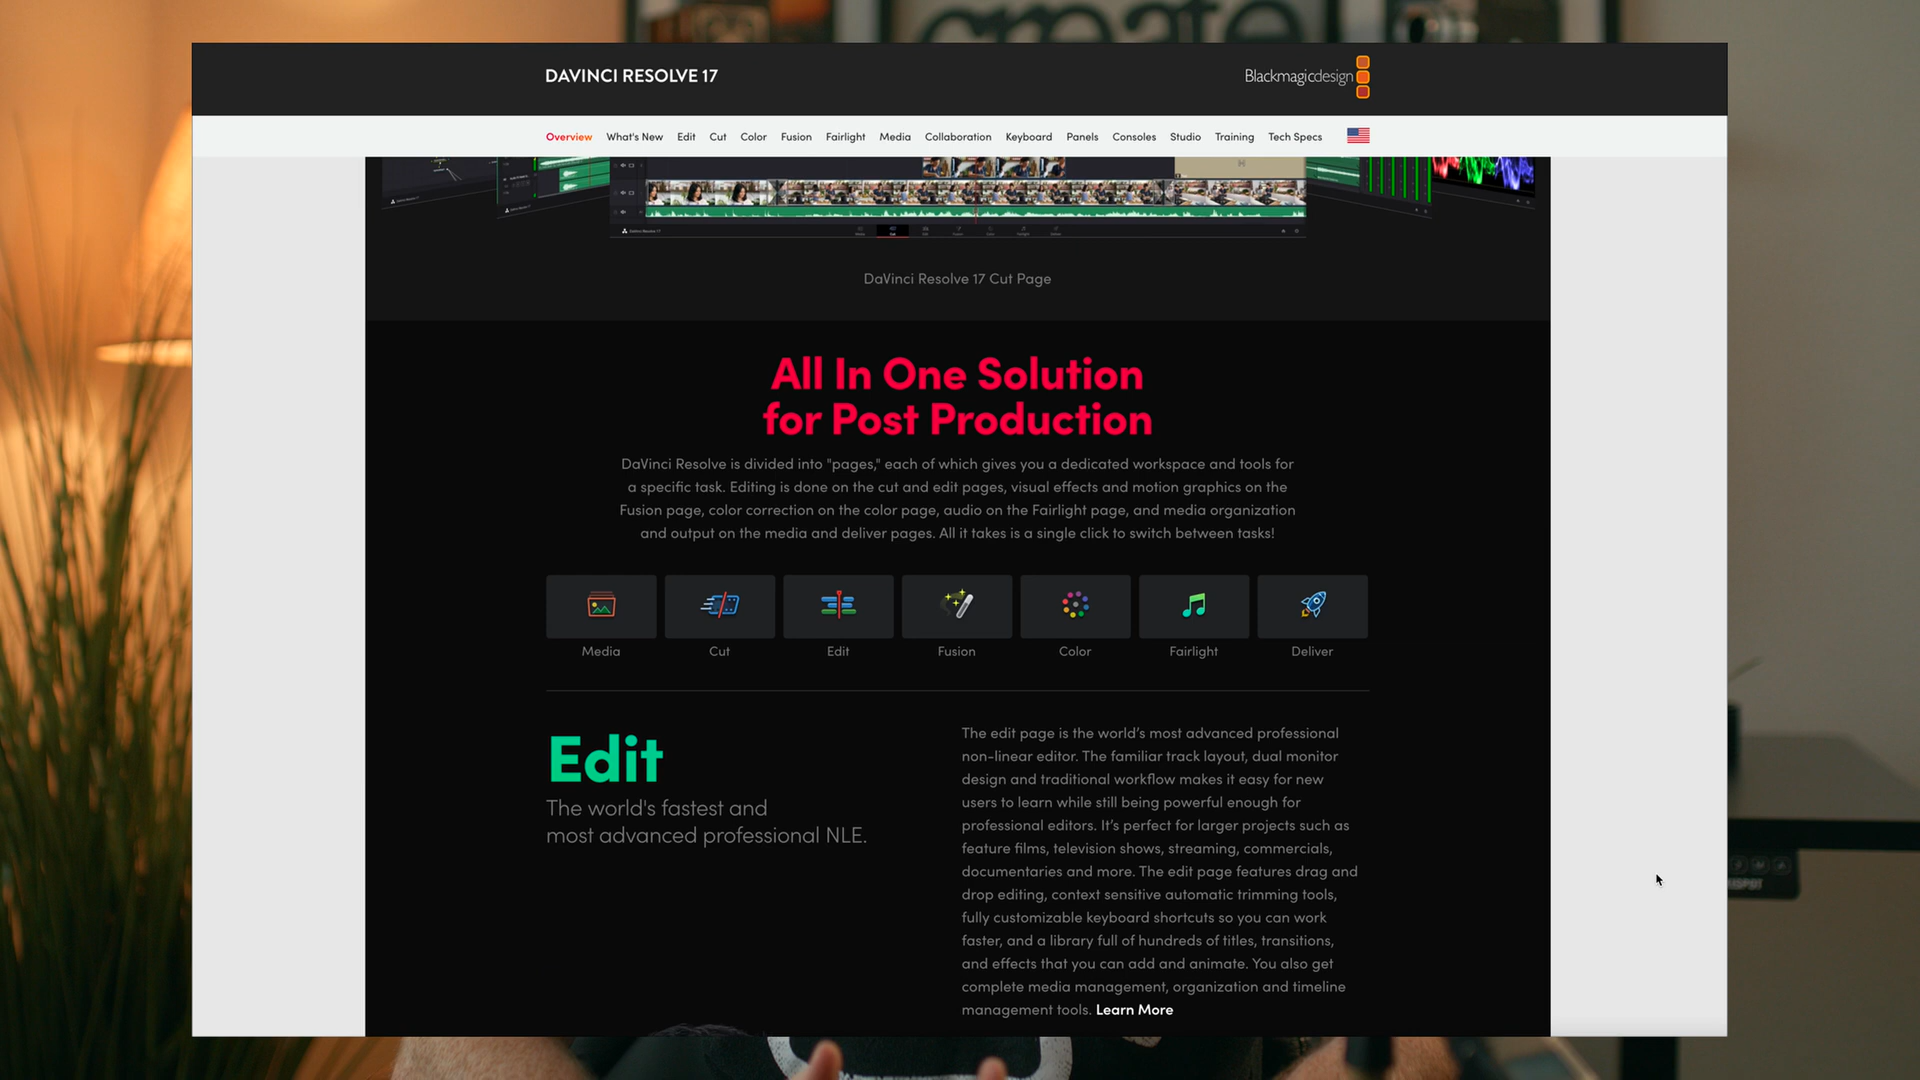 create
DAVINCI RESOLVE 17
Blackmagicdesign
Overview What's New Edit Cut Color Fusion Fairlight Media Collaboration Keyboard Panels Consoles Studio Training Tech Specs
DaVinci Resolve 17
DaVinci Resolve 17 Cut Page
All In One Solution
for Post Production
DaVinci Resolve is divided into "pages," each of which gives you a dedicated workspace and tools for
a specific task. Editing is done on the cut and edit pages, visual effects and motion graphics on the
Fusion page, color correction on the color page, audio on the Fairlight page, and media organization
and output on the media and deliver pages. All it takes is a single click to switch between tasks!
Media Cut Edit Fusion Color Fairlight Deliver
Edit
The world's fastest and
most advanced professional NLE.
The edit page is the world’s most advanced professional
non-linear editor. The familiar track layout, dual monitor
design and traditional workflow makes it easy for new
users to learn while still being powerful enough for
professional editors. It’s perfect for larger projects such as
feature films, television shows, streaming, commercials,
documentaries and more. The edit page features drag and
drop editing, context sensitive automatic trimming tools,
fully customizable keyboard shortcuts so you can work
faster, and a library full of hundreds of titles, transitions,
and effects that you can add and animate. You also get
complete media management, organization and timeline
management tools. Learn More